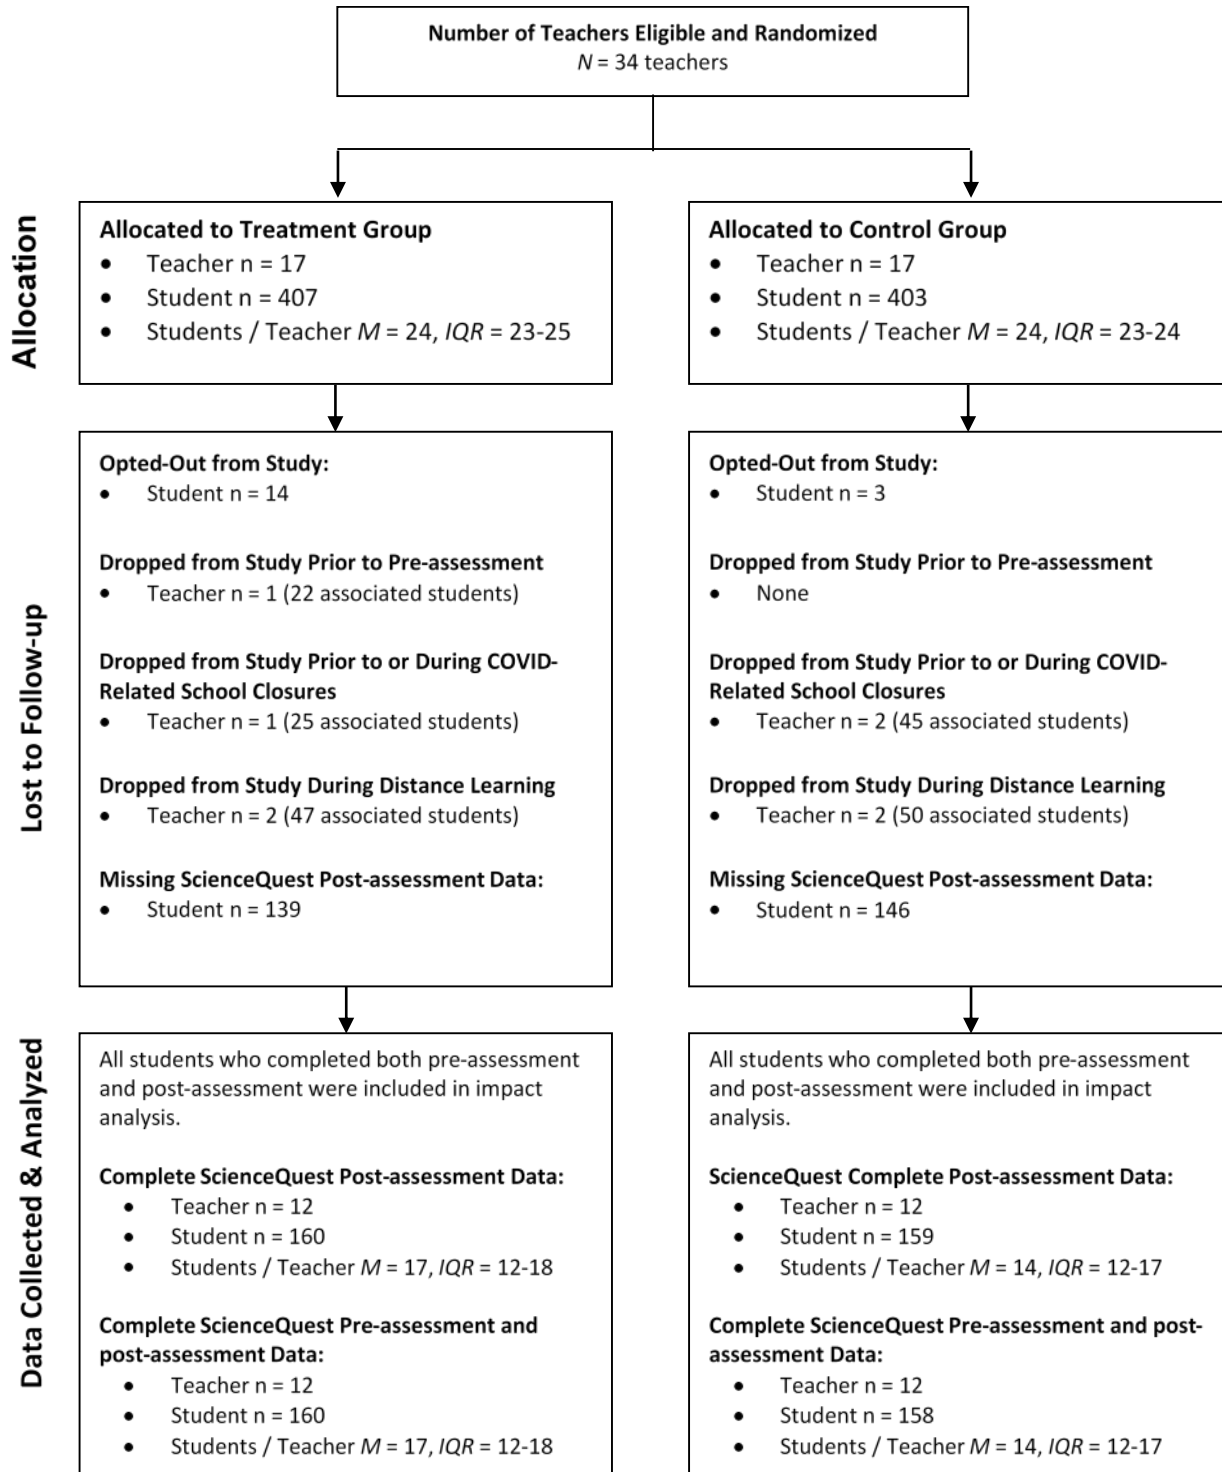 Number of Teachers Eligible and Randomized
N = 34 teachers
Allocation
Allocated to Treatment Group
• Teacher n = 17
• Student n = 407
• Students / Teacher M = 24, IQR = 23-25
Allocated to Control Group
• Teacher n = 17
• Student n = 403
• Students / Teacher M = 24, IQR = 23-24
Lost to Follow-up
Opted-Out from Study:
• Student n = 14
Dropped from Study Prior to Pre-assessment
• Teacher n = 1 (22 associated students)
Dropped from Study Prior to or During COVID-
Related School Closures
• Teacher n = 1 (25 associated students)
Dropped from Study During Distance Learning
• Teacher n = 2 (47 associated students)
Missing ScienceQuest Post-assessment Data:
• Student n = 139
Opted-Out from Study:
• Student n = 3
Dropped from Study Prior to Pre-assessment
• None
Dropped from Study Prior to or During COVID-
Related School Closures
• Teacher n = 2 (45 associated students)
Dropped from Study During Distance Learning
• Teacher n = 2 (50 associated students)
Missing ScienceQuest Post-assessment Data:
• Student n = 146
Data Collected & Analyzed
All students who completed both pre-assessment
and post-assessment were included in impact
analysis.
Complete ScienceQuest Post-assessment Data:
• Teacher n = 12
• Student n = 160
• Students / Teacher M = 17, IQR = 12-18
Complete ScienceQuest Pre-assessment and
post-assessment Data:
• Teacher n = 12
• Student n = 160
• Students / Teacher M = 17, IQR = 12-18
All students who completed both pre-assessment
and post-assessment were included in impact
analysis.
ScienceQuest Complete Post-assessment Data:
• Teacher n = 12
• Student n = 159
• Students / Teacher M = 14, IQR = 12-17
Complete ScienceQuest Pre-assessment and post-
assessment Data:
• Teacher n = 12
• Student n = 158
• Students / Teacher M = 14, IQR = 12-17